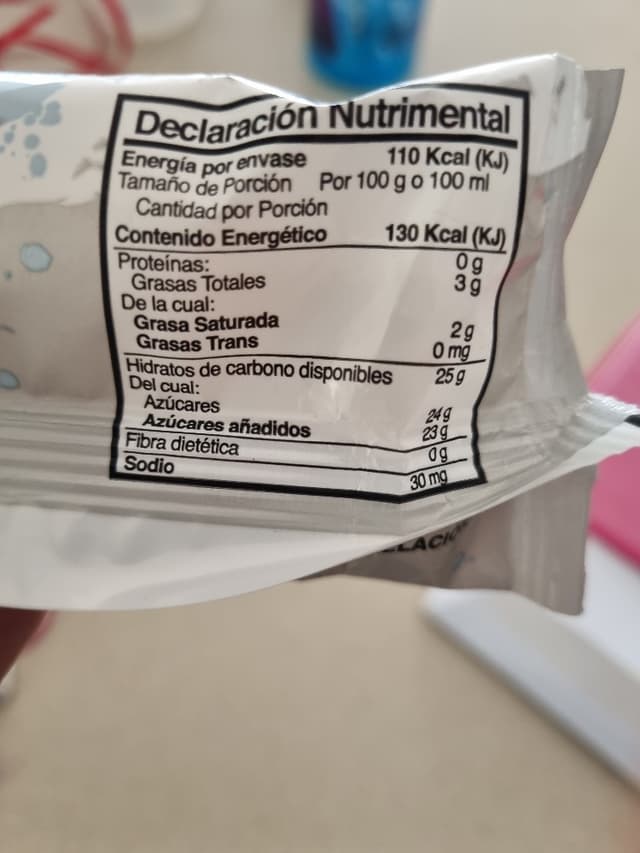 Declaración Nutrimental
Energía por envase 110 Kcal (KJ)
Tamaño de Porción Por 100 g o 100 ml
Cantidad por Porción
Contenido Energético 130 Kcal (KJ)
Proteínas: 0 g
Grasas Totales 3 g
De la cual:
Grasa Saturada 2 g
Grasas Trans 0 mg
Hidratos de carbono disponibles 25 g
Del cual:
Azúcares 24 g
Azúcares añadidos 23 g
Fibra dietética 0 g
Sodio 30 mg